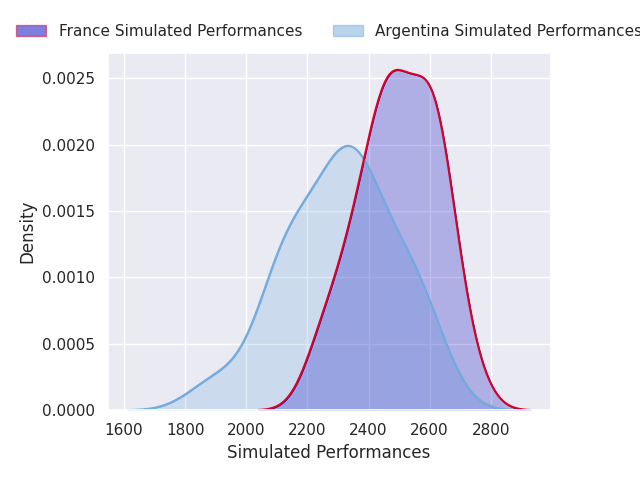 France Simulated Performances
Argentina Simulated Performances
0.0025
0.0020
0.0015
0.0010
0.0005
0.0000
Density
1600 1800 2000 2200 2400 2600 2800
Simulated Performances